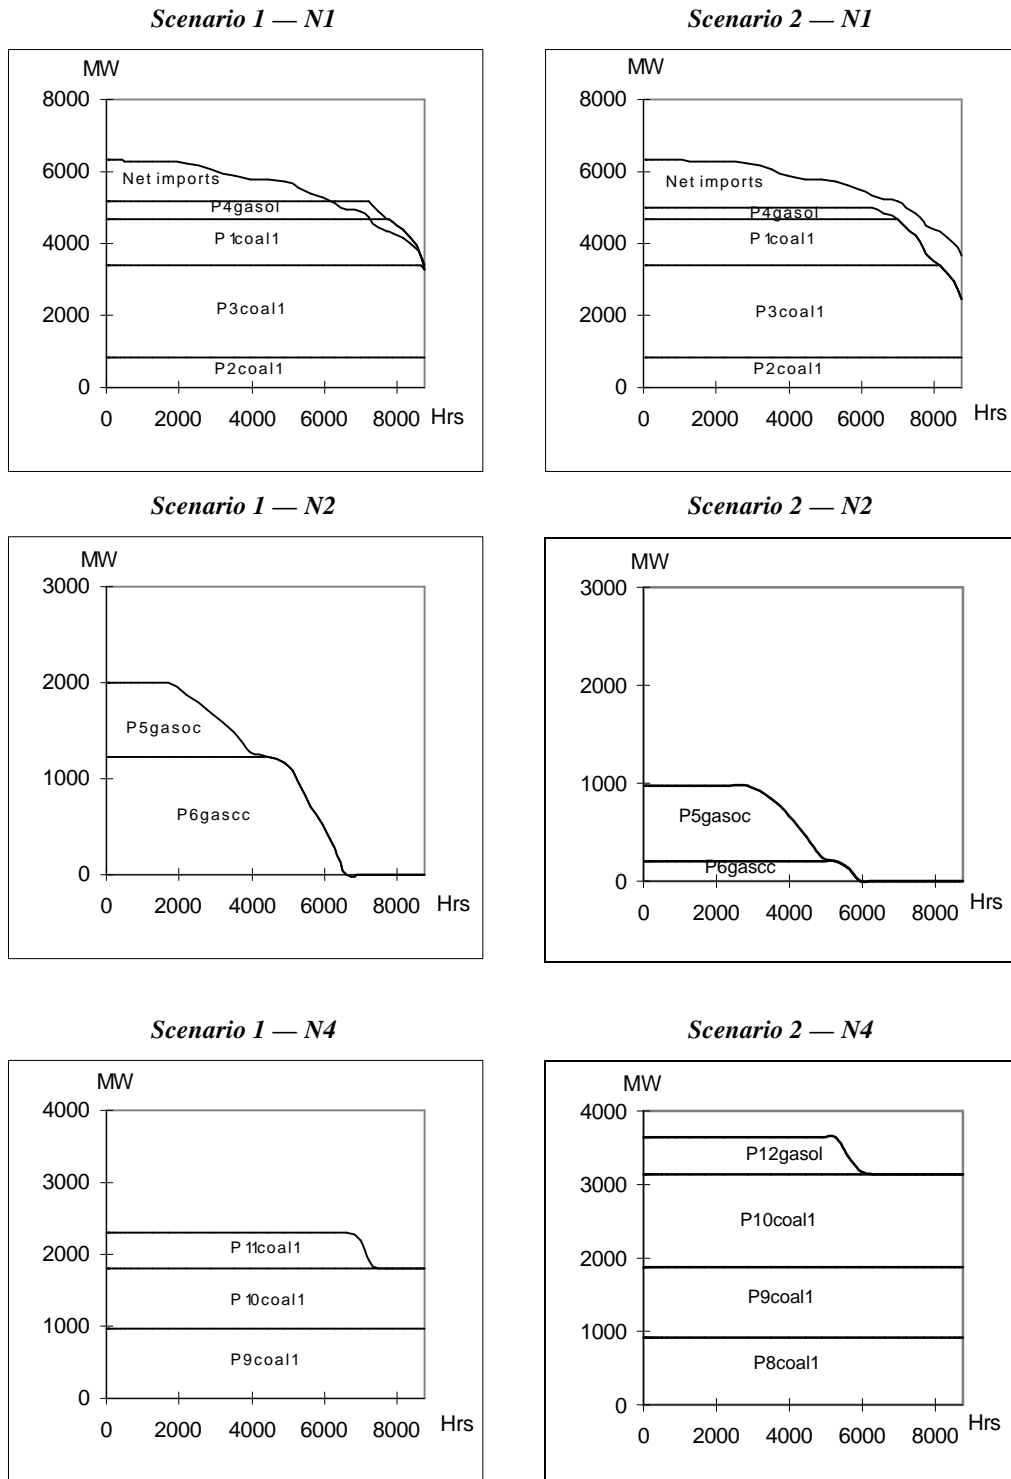 Scenario 1 — N1
MW
8000
6000
4000
2000
0
Net imports
P4gasol
P1coal1
P3coal1
P2coal1
0 2000 4000 6000 8000 Hrs
Scenario 2 — N1
MW
8000
6000
4000
2000
0
Net imports
P4gasol
P1coal1
P3coal1
P2coal1
0 2000 4000 6000 8000 Hrs
Scenario 1 — N2
MW
3000
2000
1000
0
P5gasoc
P6gascc
0 2000 4000 6000 8000 Hrs
Scenario 2 — N2
MW
3000
2000
1000
0
P5gasoc
P6gascc
0 2000 4000 6000 8000 Hrs
Scenario 1 — N4
MW
4000
3000
2000
1000
0
P11coal1
P10coal1
P9coal1
0 2000 4000 6000 8000 Hrs
Scenario 2 — N4
MW
4000
3000
2000
1000
0
P12gasol
P10coal1
P9coal1
P8coal1
0 2000 4000 6000 8000 Hrs